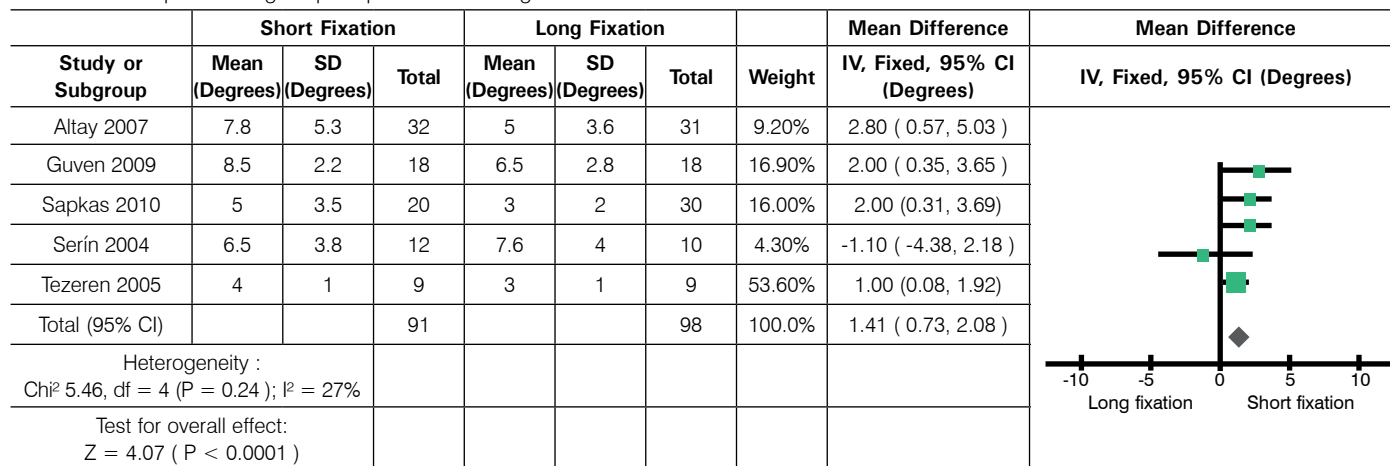 Short Fixation Long Fixation Mean Difference Mean Difference
Study or Subgroup Mean (Degrees) SD (Degrees) Total Mean (Degrees) SD (Degrees) Total Weight IV, Fixed, 95% CI (Degrees) IV, Fixed, 95% CI (Degrees)
Altay 2007 7.8 5.3 32 5 3.6 31 9.20% 2.80 ( 0.57, 5.03 )
Guven 2009 8.5 2.2 18 6.5 2.8 18 16.90% 2.00 ( 0.35, 3.65 )
Sapkas 2010 5 3.5 20 3 2 30 16.00% 2.00 (0.31, 3.69)
Serín 2004 6.5 3.8 12 7.6 4 10 4.30% -1.10 ( -4.38, 2.18 )
Tezeren 2005 4 1 9 3 1 9 53.60% 1.00 (0.08, 1.92)
Total (95% CI) 91 98 100.0% 1.41 ( 0.73, 2.08 )
Heterogeneity :
Chi² 5.46, df = 4 (P = 0.24 ); I² = 27%
Test for overall effect:
Z = 4.07 ( P < 0.0001 )
-10 -5 0 5 10
Long fixation Short fixation